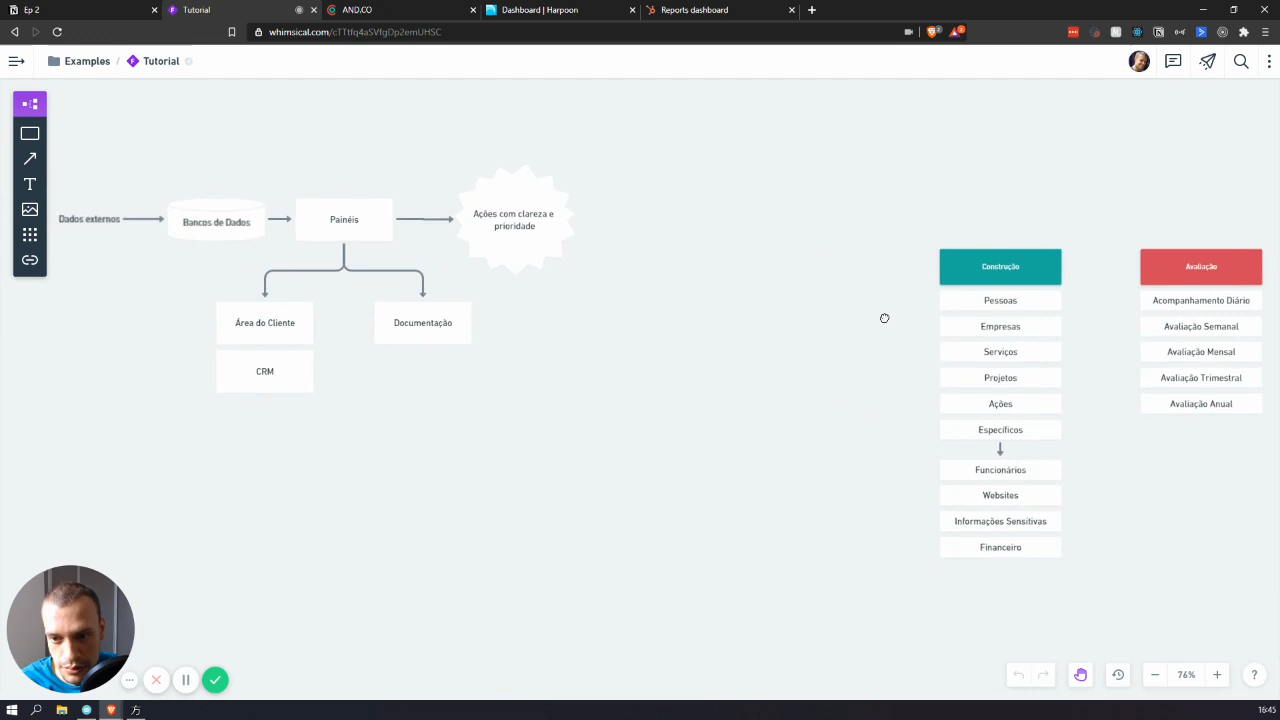 Ep 2
Tutorial
AND.CO
Dashboard | Harpoon
Reports dashboard
whimsical.com/cTTtfq4aSVfgDp2emUHSC
Examples / Tutorial
Dados externos
Bancos de Dados
Painéis
Ações com clareza e
prioridade
Área do Cliente
Documentação
CRM
Construção
Pessoas
Empresas
Serviços
Projetos
Ações
Específicos
Funcionários
Websites
Informações Sensitivas
Financeiro
Avaliação
Acompanhamento Diário
Avaliação Semanal
Avaliação Mensal
Avaliação Trimestral
Avaliação Anual
76%
16:45